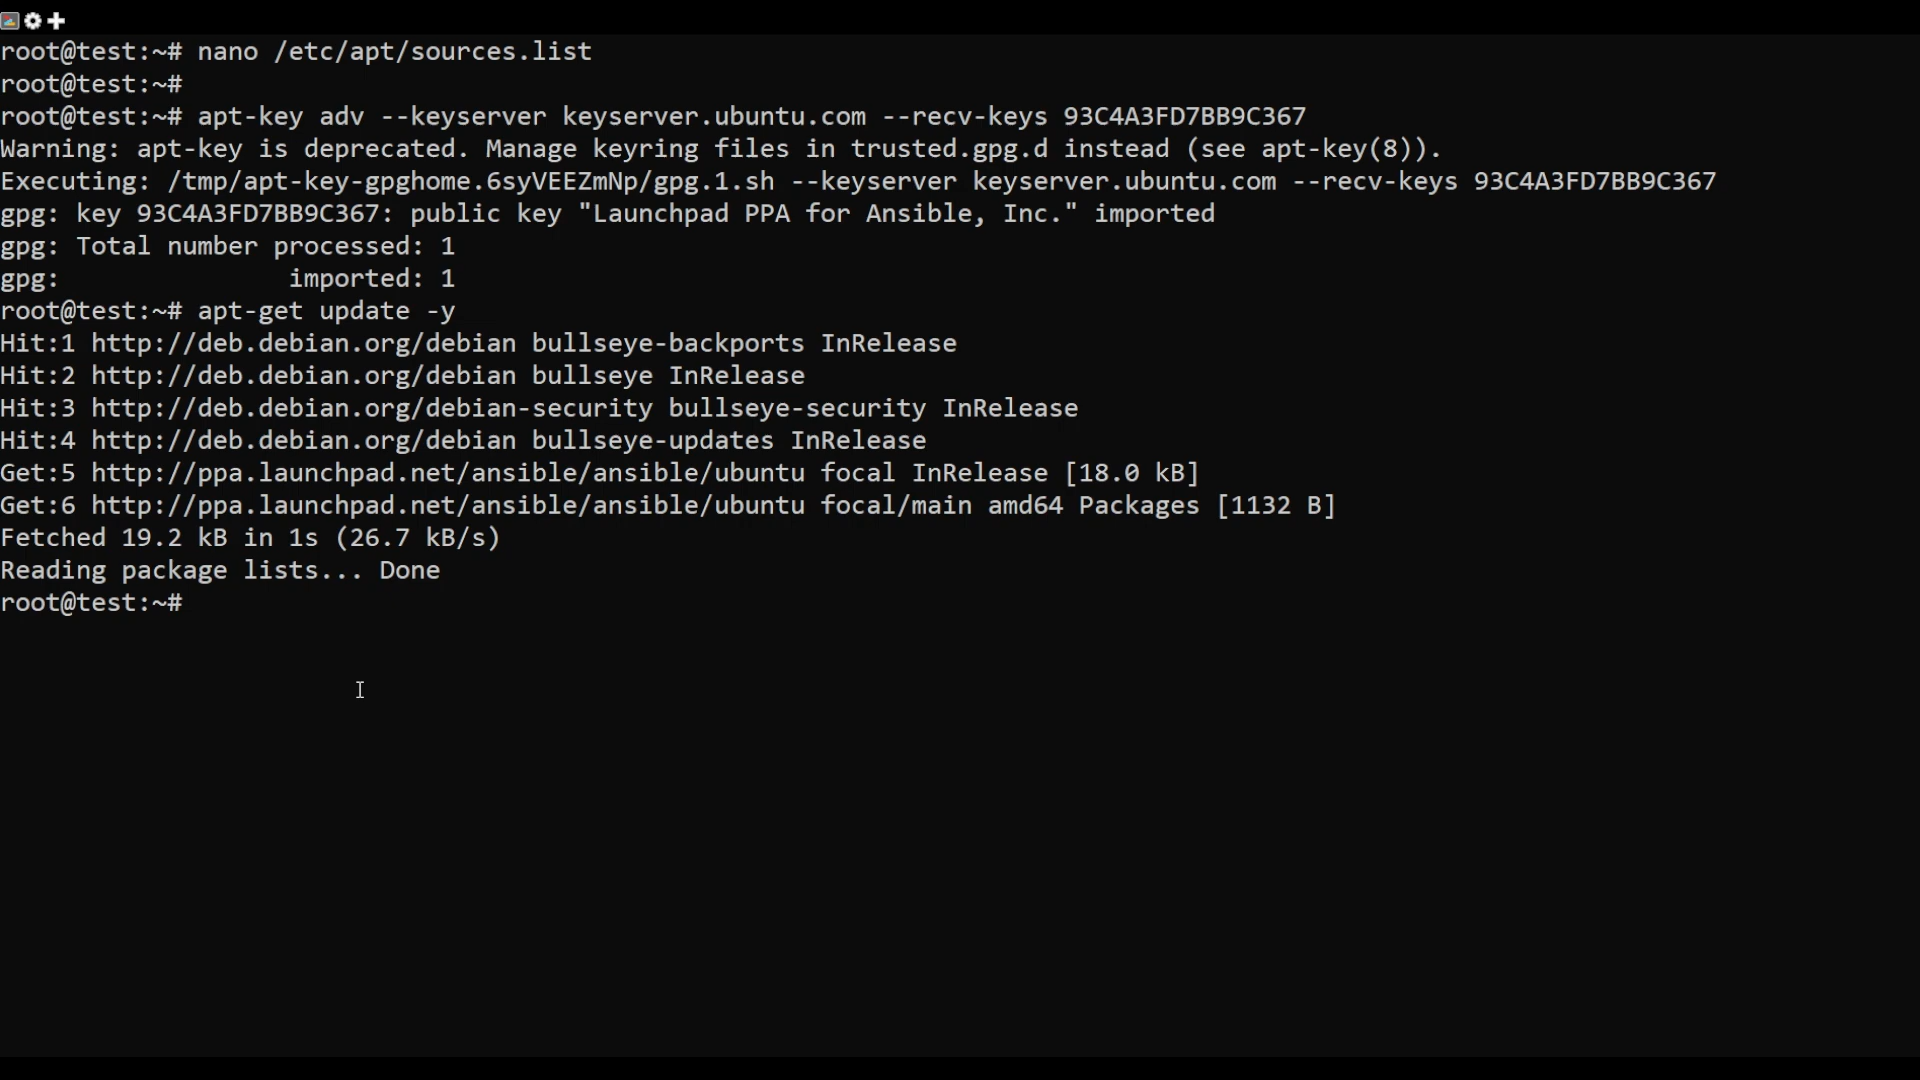 root@test:~# nano /etc/apt/sources.list
root@test:~#
root@test:~# apt-key adv --keyserver keyserver.ubuntu.com --recv-keys 93C4A3FD7BB9C367
Warning: apt-key is deprecated. Manage keyring files in trusted.gpg.d instead (see apt-key(8)).
Executing: /tmp/apt-key-gpghome.6syVEEZmNp/gpg.1.sh --keyserver keyserver.ubuntu.com --recv-keys 93C4A3FD7BB9C367
gpg: key 93C4A3FD7BB9C367: public key "Launchpad PPA for Ansible, Inc." imported
gpg: Total number processed: 1
gpg:               imported: 1
root@test:~# apt-get update -y
Hit:1 http://deb.debian.org/debian bullseye-backports InRelease
Hit:2 http://deb.debian.org/debian bullseye InRelease
Hit:3 http://deb.debian.org/debian-security bullseye-security InRelease
Hit:4 http://deb.debian.org/debian bullseye-updates InRelease
Get:5 http://ppa.launchpad.net/ansible/ansible/ubuntu focal InRelease [18.0 kB]
Get:6 http://ppa.launchpad.net/ansible/ansible/ubuntu focal/main amd64 Packages [1132 B]
Fetched 19.2 kB in 1s (26.7 kB/s)
Reading package lists... Done
root@test:~#